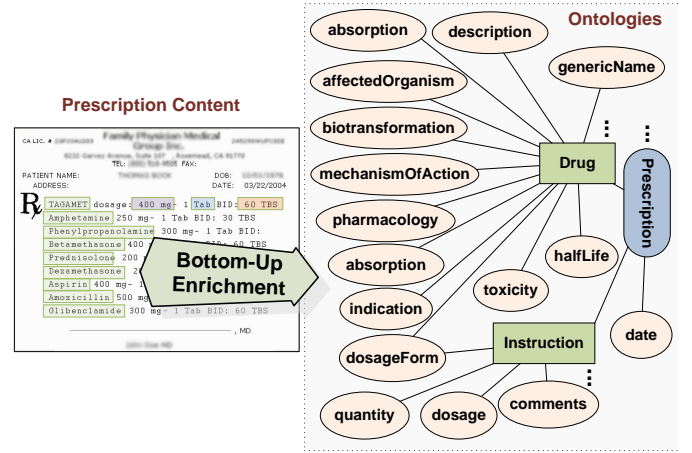 Prescription Content
CA LIC. #
Family Physician Medical
Group Inc.
8232 Garvey Avenue, Suite 107 , Rosemead, CA 91770
TEL: FAX:
PATIENT NAME: DOB:
ADDRESS: DATE: 03/22/2004
Rx TAGAMET dosage: 400 mg- 1 Tab BID: 60 TBS
Amphetamine 250 mg- 1 Tab BID: 30 TBS
Phenylpropanolamine 300 mg- 1 Tab BID:
Betamethasone 400 BID: 60 TBS
Prednisolone 200
Dexamethasone
Aspirin 400 mg-
Amoxicillin 500 mg
Glibenclamide 300 mg- 1 Tab BID: 60 TBS
, MD
John Doe MD
Bottom-Up
Enrichment
Ontologies
absorption
description
genericName
affectedOrganism
biotransformation
mechanismOfAction
pharmacology
absorption
indication
dosageForm
Drug
Prescription
halfLife
toxicity
Instruction
date
quantity
dosage
comments